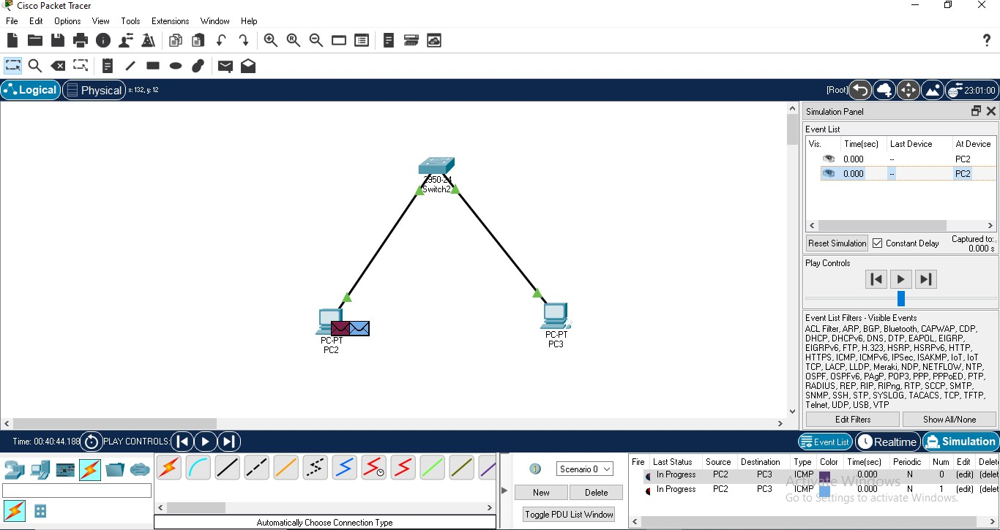 Cisco Packet Tracer
File Edit Options View Tools Extensions Window Help
Logical Physical x: 132, y: 12 [Root] 23:01:00
Simulation Panel
Event List
Vis. Time(sec) Last Device At Device
0.000 -- PC2
0.000 -- PC2
2950-24
Switch2
Reset Simulation Constant Delay Captured to:
0.000 s
Play Controls
PC-PT
PC2
PC-PT
PC3
Event List Filters - Visible Events
ACL Filter, ARP, BGP, Bluetooth, CAPWAP, CDP,
DHCP, DHCPv6, DNS, DTP, EAPOL, EIGRP,
EIGRPv6, FTP, H.323, HSRP, HSRPv6, HTTP,
HTTPS, ICMP, ICMPv6, IPSec, ISAKMP, IoT, IoT
TCP, LACP, LLDP, Meraki, NDP, NETFLOW, NTP,
OSPF, OSPFv6, PAgP, POP3, PPP, PPPoED, PTP,
RADIUS, REP, RIP, RIPng, RTP, SCCP, SMTP,
SNMP, SSH, STP, SYSLOG, TACACS, TCP, TFTP,
Telnet, UDP, USB, VTP
Edit Filters Show All/None
Time: 00:40:44.188 PLAY CONTROLS: Event List Realtime Simulation
Scenario 0
New Delete
Toggle PDU List Window
Automatically Choose Connection Type
Fire Last Status Source Destination Type Color Time(sec) Periodic Num Edit Delet
In Progress PC2 PC3 ICMP 0.000 N 0 (edit) (delet
In Progress PC2 PC3 ICMP 0.000 N 1 (edit) (delet
Activate Windows
Go to Settings to activate Windows.